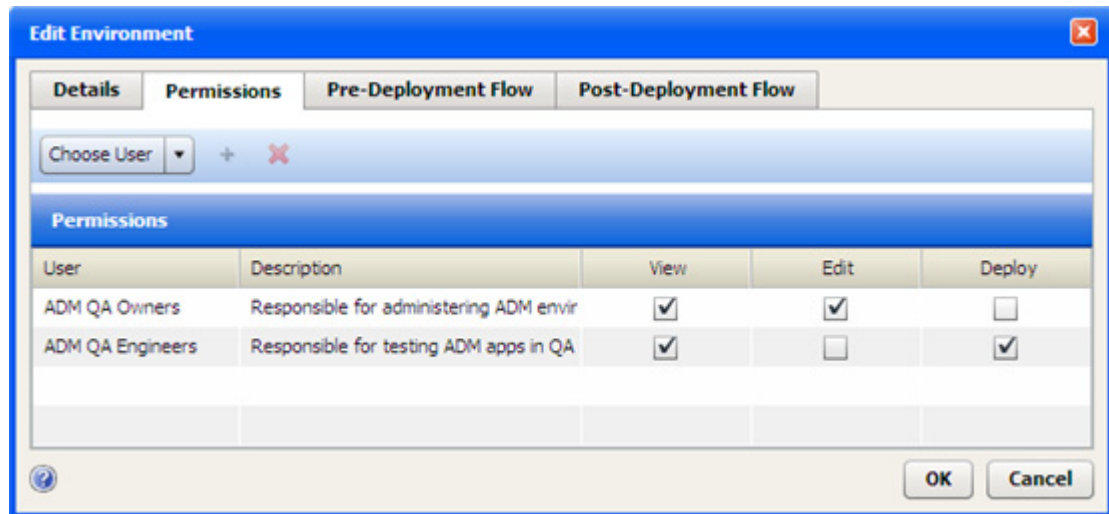 Edit Environment
Details Permissions Pre-Deployment Flow Post-Deployment Flow
Choose User
Permissions
User Description View Edit Deploy
ADM QA Owners Responsible for administering ADM envir
ADM QA Engineers Responsible for testing ADM apps in QA
OK Cancel